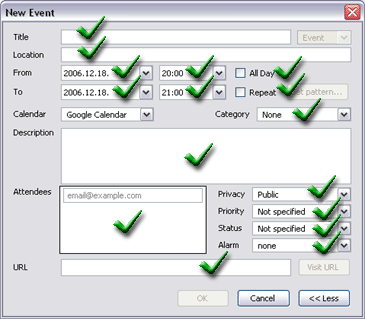 New Event
Title Event
Location
From 2006.12.18. 20:00 All Day
To 2006.12.18. 21:00 Repeat pattern...
Calendar Google Calendar Category None
Description
Attendees email@example.com Privacy Public
Priority Not specified
Status Not specified
Alarm none
URL Visit URL
OK Cancel << Less